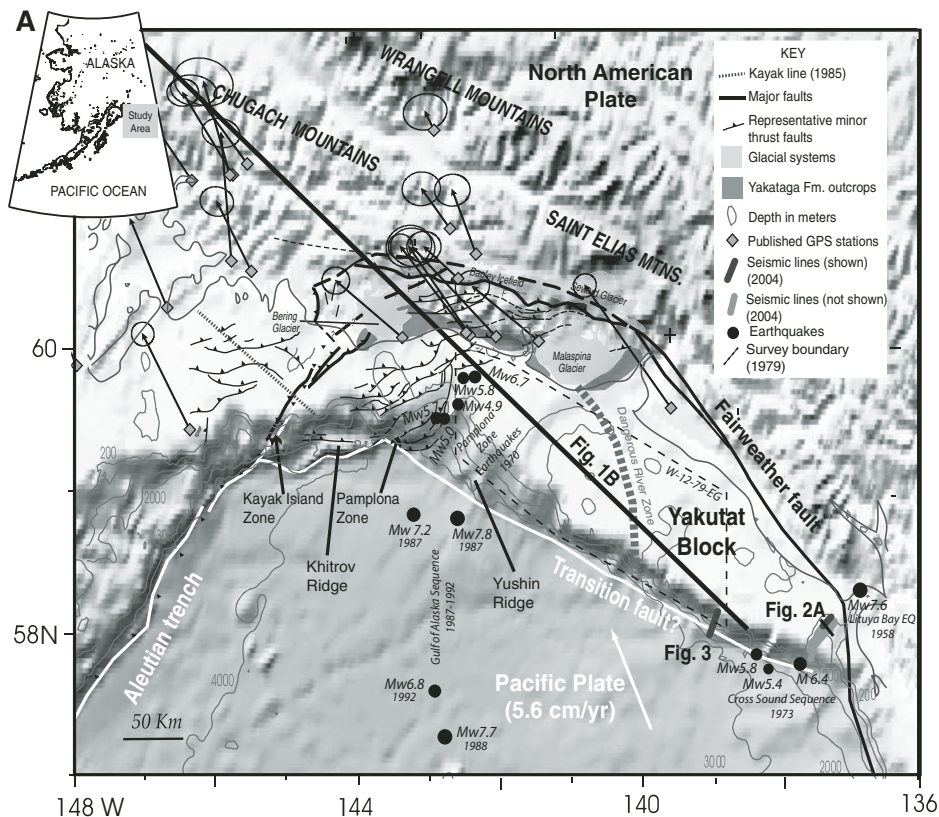 A
ALASKA
Study
Area
PACIFIC OCEAN
WRANGELL MOUNTAINS
CHUGACH MOUNTAINS
North American
Plate
SAINT ELIAS MTNS.
KEY
Kayak line (1985)
Major faults
Representative minor
thrust faults
Glacial systems
Yakataga Fm. outcrops
Depth in meters
Published GPS stations
Seismic lines (shown)
(2004)
Seismic lines (not shown)
(2004)
Earthquakes
Survey boundary
(1979)
Bagley Icefield
Seward Glacier
Bering
Glacier
Malaspina
Glacier
60
Mw6.7
Mw5.8
Mw4.9
Pamplona
Zone
Earthquakes
1970
Dangerous River Zone
W-12-79-EG
Fairweather fault
Fig. 1B
Yakutat
Block
200
2000
Kayak Island
Zone
Pamplona
Zone
Khitrov
Ridge
Yushin
Ridge
Mw 7.2
1987
Mw7.8
1987
Gulf of Alaska Sequence
1987-1992
Transition fault?
Aleutian trench
58N
Fig. 2A
Mw7.6
Lituya Bay EQ
1958
Fig. 3
Mw5.8
Mw5.4
M 6.4
Cross Sound Sequence
1973
Pacific Plate
(5.6 cm/yr)
Mw6.8
1992
Mw7.7
1988
4000
50 Km
3000
2000
148 W
144
140
136